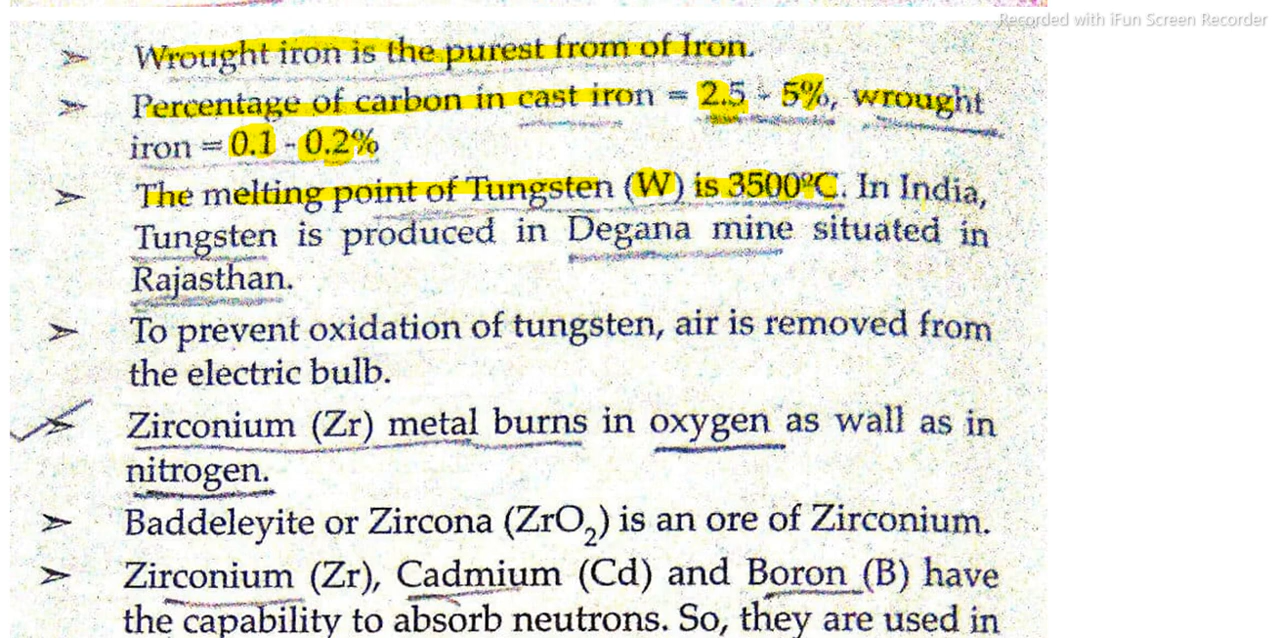 Recorded with iFun Screen Recorder
➢ Wrought iron is the purest from of Iron.
➢ Percentage of carbon in cast iron = 2.5 - 5%, wrought
iron = 0.1 - 0.2%
➢ The melting point of Tungsten (W) is 3500ºC. In India,
Tungsten is produced in Degana mine situated in
Rajasthan.
➢ To prevent oxidation of tungsten, air is removed from
the electric bulb.
➢ Zirconium (Zr) metal burns in oxygen as wall as in
nitrogen.
➢ Baddeleyite or Zircona (ZrO₂) is an ore of Zirconium.
➢ Zirconium (Zr), Cadmium (Cd) and Boron (B) have
the capability to absorb neutrons. So, they are used in